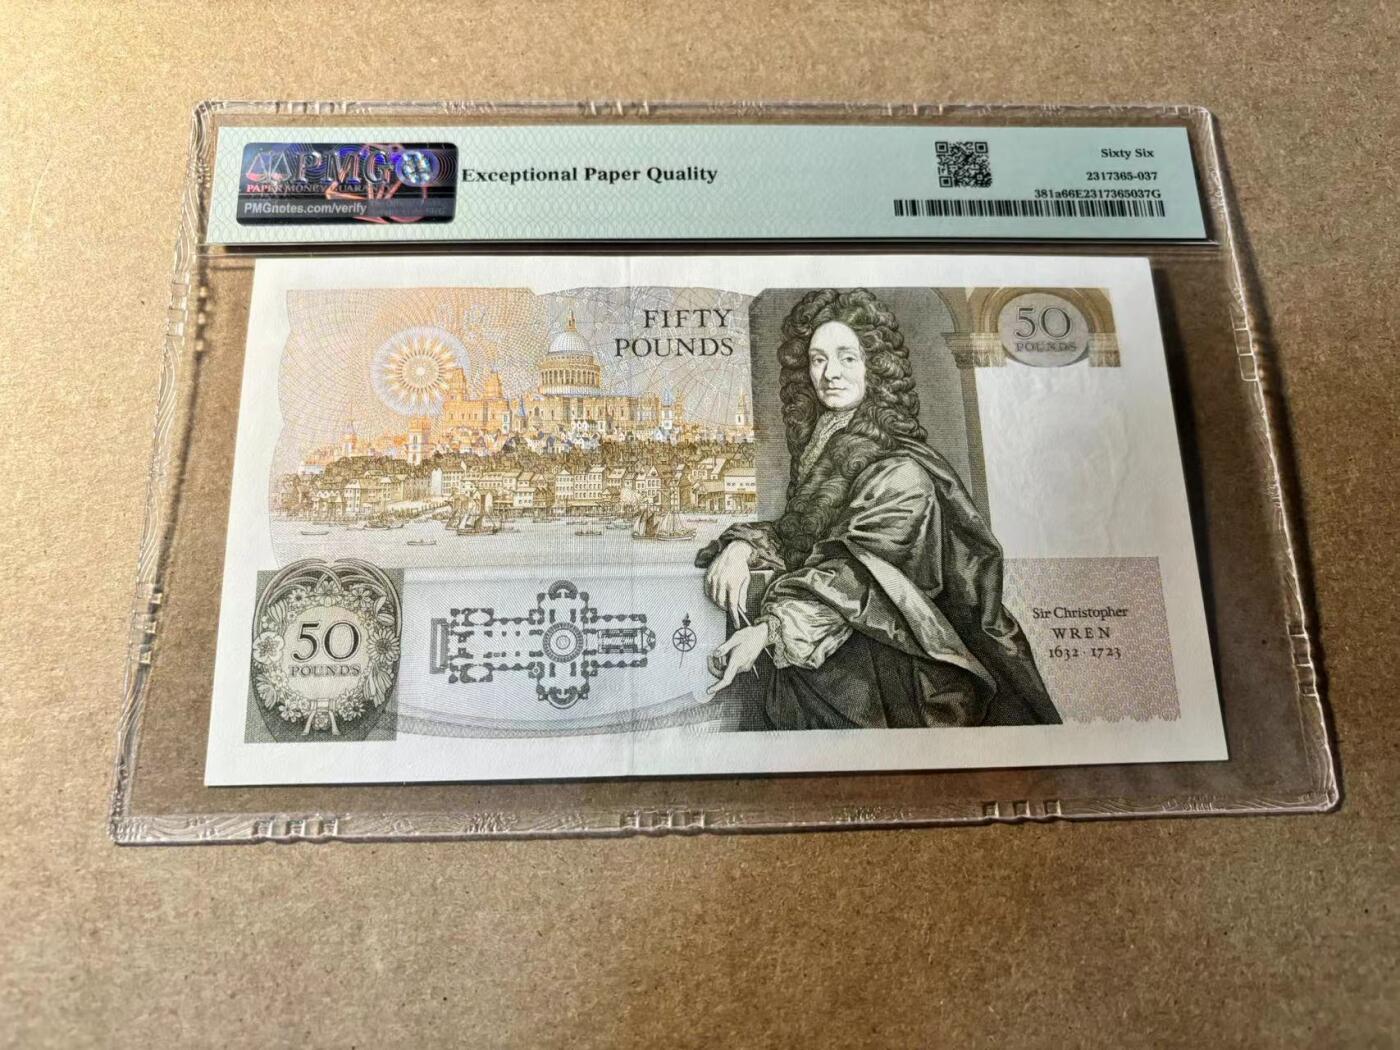 PMG
PAPER MONEY GUARANTY
PMGnotes.com/verify
Exceptional Paper Quality
Sixty Six
2317365-037
381a66E2317365037G
FIFTY
POUNDS
50
POUNDS
50
POUNDS
Sir Christopher
WREN
1632 · 1723